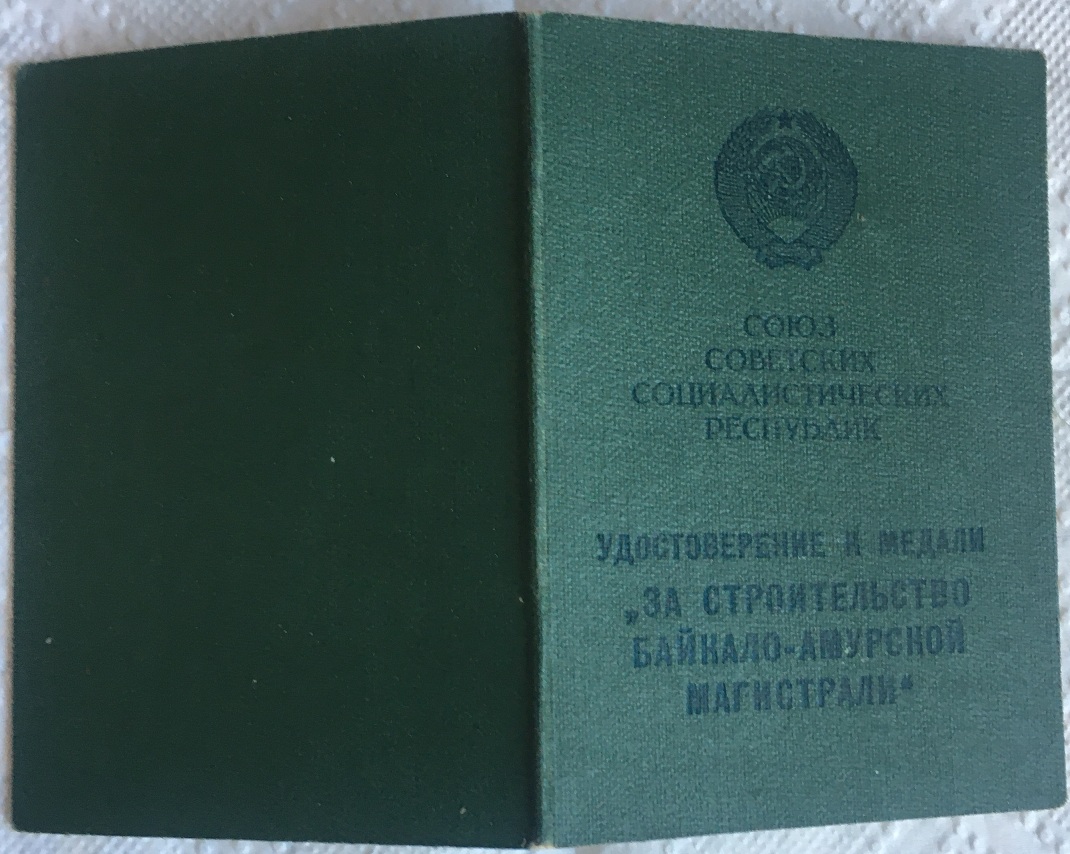 СОЮЗ
СОВЕТСКИХ
СОЦИАЛИСТИЧЕСКИХ
РЕСПУБЛИК
УДОСТОВЕРЕНИЕ К МЕДАЛИ
„ЗА СТРОИТЕЛЬСТВО
БАЙКАЛО-АМУРСКОЙ
МАГИСТРАЛИ“